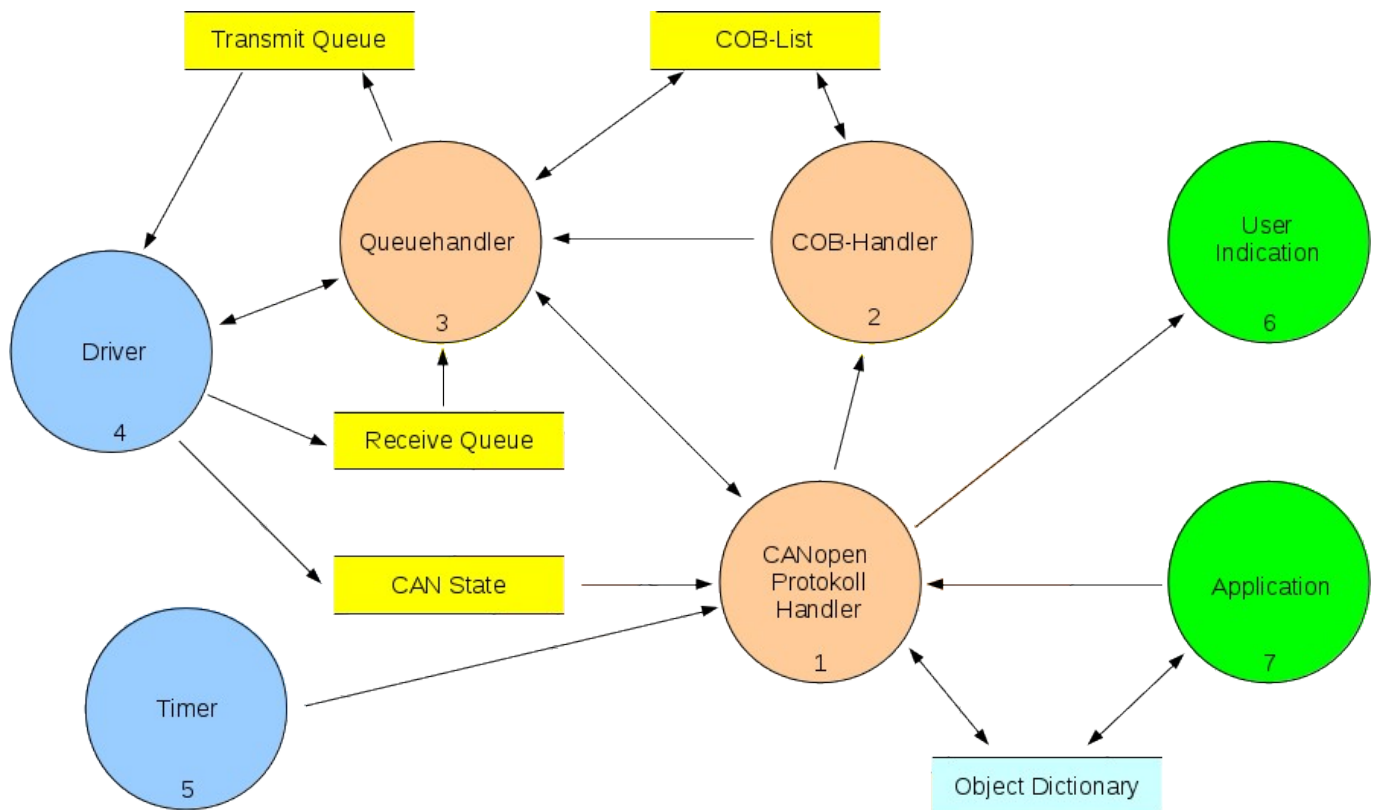 Transmit Queue
COB-List
Queuehandler
3
COB-Handler
2
User
Indication
6
Driver
4
Receive Queue
CAN State
CANopen
Protokoll
Handler
1
Application
7
Timer
5
Object Dictionary